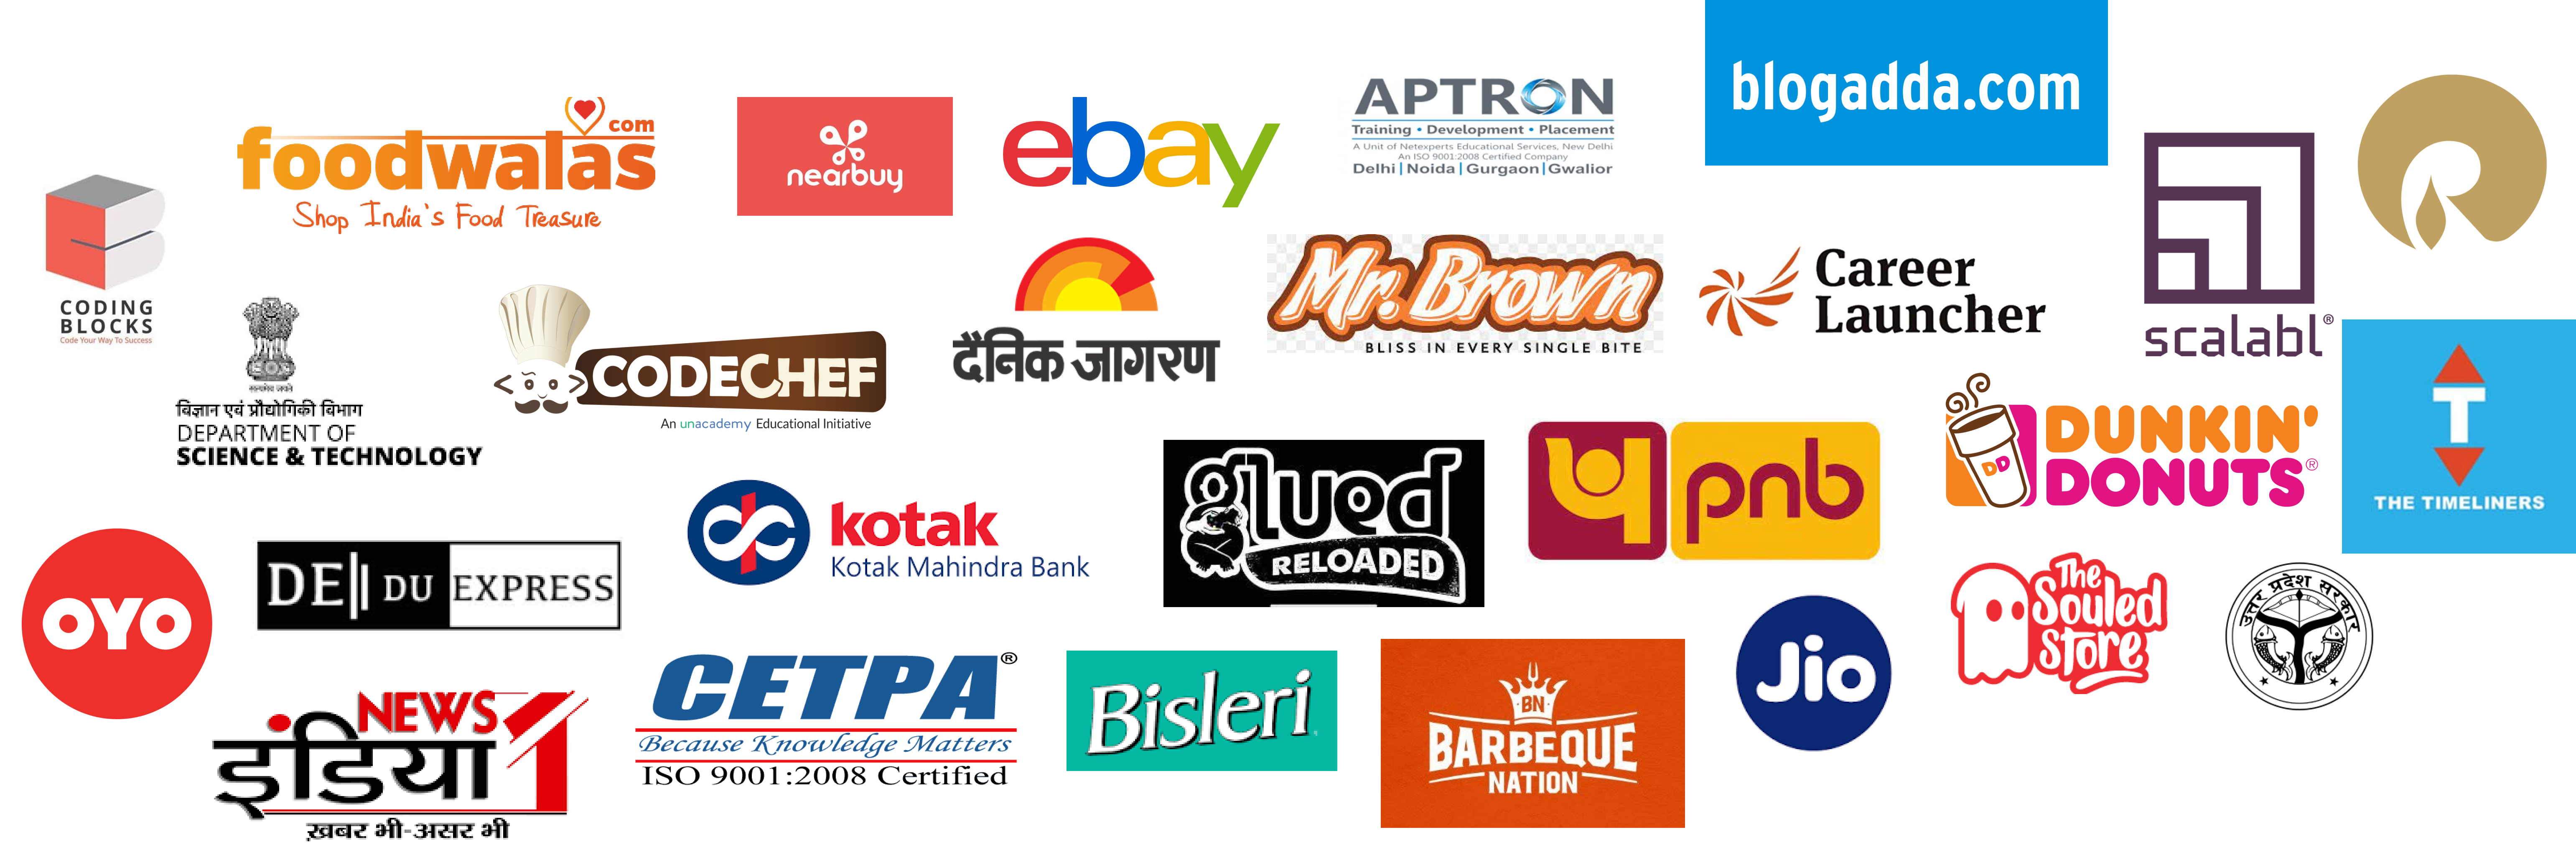 blogadda.com
APTRON
Training • Development • Placement
A Unit of Netexperts Educational Services, New Delhi
An ISO 9001:2008 Certified Company
Delhi | Noida | Gurgaon | Gwalior
foodwalas
com
Shop India's Food Treasure
nearbuy
ebay
CODING
BLOCKS
Code Your Way To Success
दैनिक जागरण
Mr. Brown
BLISS IN EVERY SINGLE BITE
Career
Launcher
scalabl®
सत्यमेव जयते
विज्ञान एवं प्रौद्योगिकी विभाग
DEPARTMENT OF
SCIENCE & TECHNOLOGY
CODECHEF
An unacademy Educational Initiative
glued
RELOADED
प pnb
DD
DUNKIN'
DONUTS®
T
THE TIMELINERS
OYO
DE|| DU EXPRESS
kotak
Kotak Mahindra Bank
The
Souled
Store
उत्तर प्रदेश सरकार
NEWS
इंडिया 1
ख़बर भी-असर भी
CETPA®
Because Knowledge Matters
ISO 9001:2008 Certified
Bisleri
BN
BARBEQUE
NATION
Jio